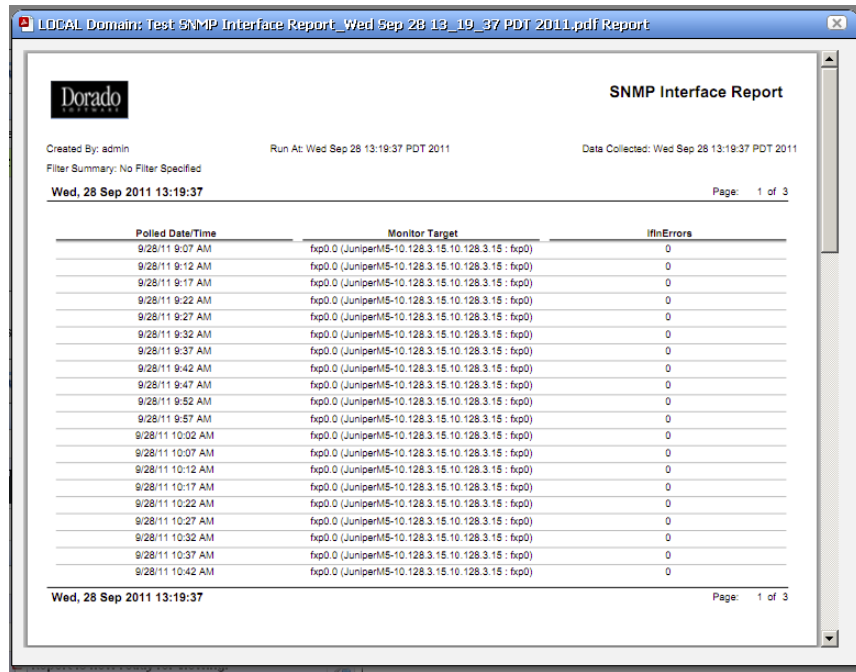 LOCAL Domain: Test SNMP Interface Report_Wed Sep 28 13_19_37 PDT 2011.pdf Report
Dorado
SOFTWARE
SNMP Interface Report
Created By: admin Run At: Wed Sep 28 13:19:37 PDT 2011 Data Collected: Wed Sep 28 13:19:37 PDT 2011
Filter Summary: No Filter Specified
Wed, 28 Sep 2011 13:19:37 Page: 1 of 3
Polled Date/Time Monitor Target IfInErrors
9/28/11 9:07 AM fxp0.0 (JuniperM5-10.128.3.15.10.128.3.15 : fxp0) 0
9/28/11 9:12 AM fxp0.0 (JuniperM5-10.128.3.15.10.128.3.15 : fxp0) 0
9/28/11 9:17 AM fxp0.0 (JuniperM5-10.128.3.15.10.128.3.15 : fxp0) 0
9/28/11 9:22 AM fxp0.0 (JuniperM5-10.128.3.15.10.128.3.15 : fxp0) 0
9/28/11 9:27 AM fxp0.0 (JuniperM5-10.128.3.15.10.128.3.15 : fxp0) 0
9/28/11 9:32 AM fxp0.0 (JuniperM5-10.128.3.15.10.128.3.15 : fxp0) 0
9/28/11 9:37 AM fxp0.0 (JuniperM5-10.128.3.15.10.128.3.15 : fxp0) 0
9/28/11 9:42 AM fxp0.0 (JuniperM5-10.128.3.15.10.128.3.15 : fxp0) 0
9/28/11 9:47 AM fxp0.0 (JuniperM5-10.128.3.15.10.128.3.15 : fxp0) 0
9/28/11 9:52 AM fxp0.0 (JuniperM5-10.128.3.15.10.128.3.15 : fxp0) 0
9/28/11 9:57 AM fxp0.0 (JuniperM5-10.128.3.15.10.128.3.15 : fxp0) 0
9/28/11 10:02 AM fxp0.0 (JuniperM5-10.128.3.15.10.128.3.15 : fxp0) 0
9/28/11 10:07 AM fxp0.0 (JuniperM5-10.128.3.15.10.128.3.15 : fxp0) 0
9/28/11 10:12 AM fxp0.0 (JuniperM5-10.128.3.15.10.128.3.15 : fxp0) 0
9/28/11 10:17 AM fxp0.0 (JuniperM5-10.128.3.15.10.128.3.15 : fxp0) 0
9/28/11 10:22 AM fxp0.0 (JuniperM5-10.128.3.15.10.128.3.15 : fxp0) 0
9/28/11 10:27 AM fxp0.0 (JuniperM5-10.128.3.15.10.128.3.15 : fxp0) 0
9/28/11 10:32 AM fxp0.0 (JuniperM5-10.128.3.15.10.128.3.15 : fxp0) 0
9/28/11 10:37 AM fxp0.0 (JuniperM5-10.128.3.15.10.128.3.15 : fxp0) 0
9/28/11 10:42 AM fxp0.0 (JuniperM5-10.128.3.15.10.128.3.15 : fxp0) 0
Wed, 28 Sep 2011 13:19:37 Page: 1 of 3